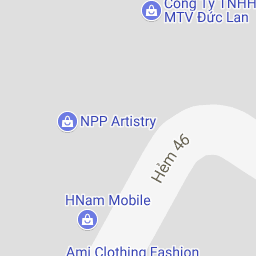 Công Ty TNHH
MTV Đức Lan
NPP Artistry
Hẻm 46
HNam Mobile
Ami Clothing Fashion